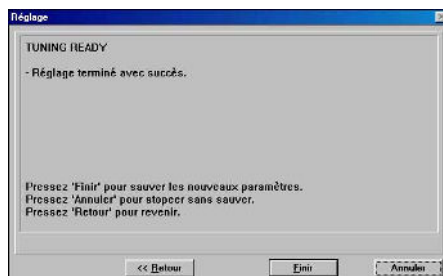 Réglage
TUNING READY
- Réglage terminé avec succès.
Pressez 'Finir' pour sauver les nouveaux paramètres.
Pressez 'Annuler' pour stopper sans sauver.
Pressez 'Retour' pour revenir.
<< Retour
Finir
Annuler